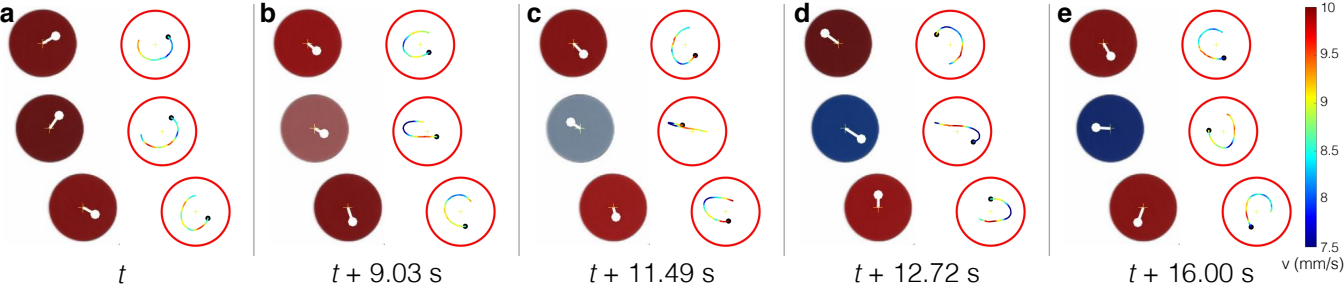 a
b
c
d
e
10
9.5
9
8.5
8
7.5
v (mm/s)
t
t + 9.03 s
t + 11.49 s
t + 12.72 s
t + 16.00 s